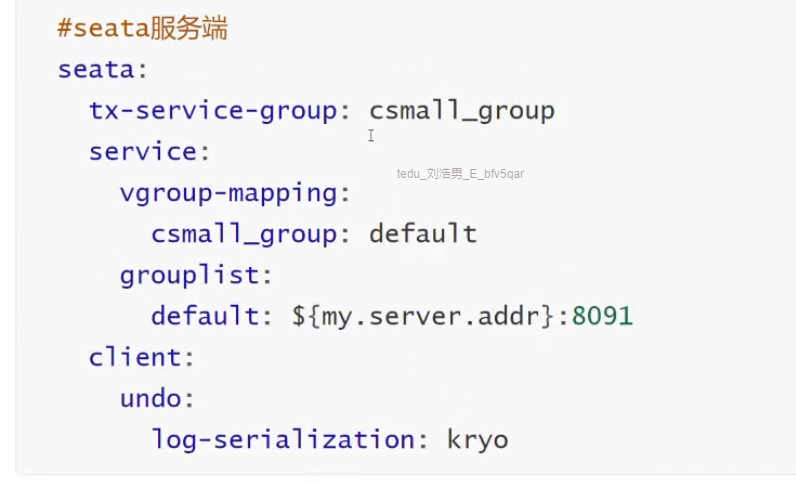 #seata服务端
seata:
  tx-service-group: csmall_group
  service:
tedu_刘浩男_E_bfv5qar
    vgroup-mapping:
      csmall_group: default
    grouplist:
      default: ${my.server.addr}:8091
  client:
    undo:
      log-serialization: kryo